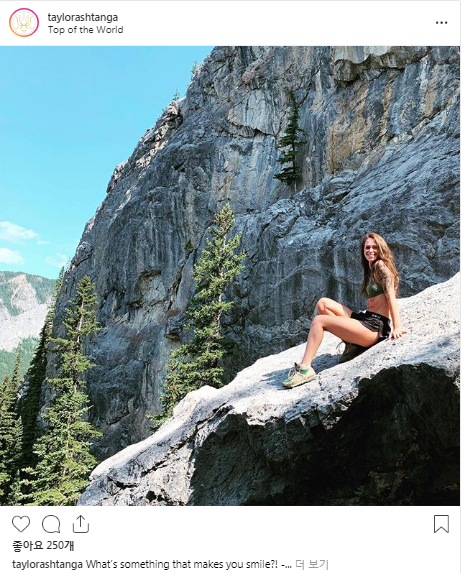 taylorashtanga
Top of the World
좋아요 250개
taylorashtanga What's something that makes you smile?! -... 더 보기